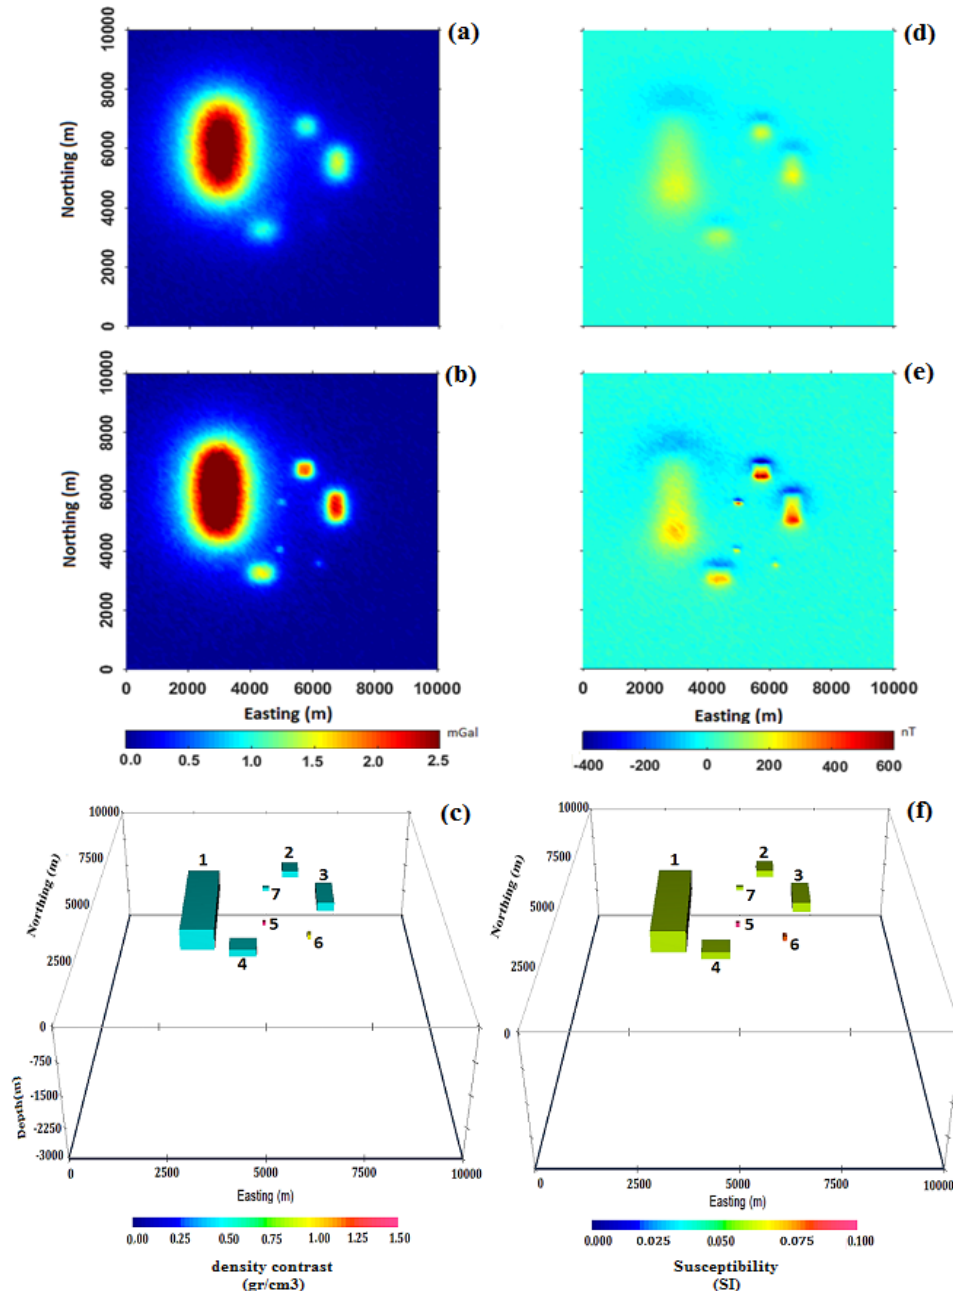 (a)
10000
8000
6000
4000
2000
0
Northing (m)
(d)
(b)
10000
8000
6000
4000
2000
0
Northing (m)
0 2000 4000 6000 8000 10000
Easting (m)
mGal
0.0 0.5 1.0 1.5 2.0 2.5
(e)
0 2000 4000 6000 8000 10000
Easting (m)
nT
-400 -200 0 200 400 600
(c)
10000
7500
5000
2500
0
Northing (m)
1
2
3
7
5
6
4
-750
-1500
-2250
-3000
Depth(m)
0 2500 5000 7500 10000
Easting (m)
0.00 0.25 0.50 0.75 1.00 1.25 1.50
density contrast
(gr/cm3)
(f)
10000
7500
5000
2500
0
Northing (m)
1
2
3
7
5
6
4
0 2500 5000 7500 10000
Easting (m)
0.000 0.025 0.050 0.075 0.100
Susceptibility
(SI)